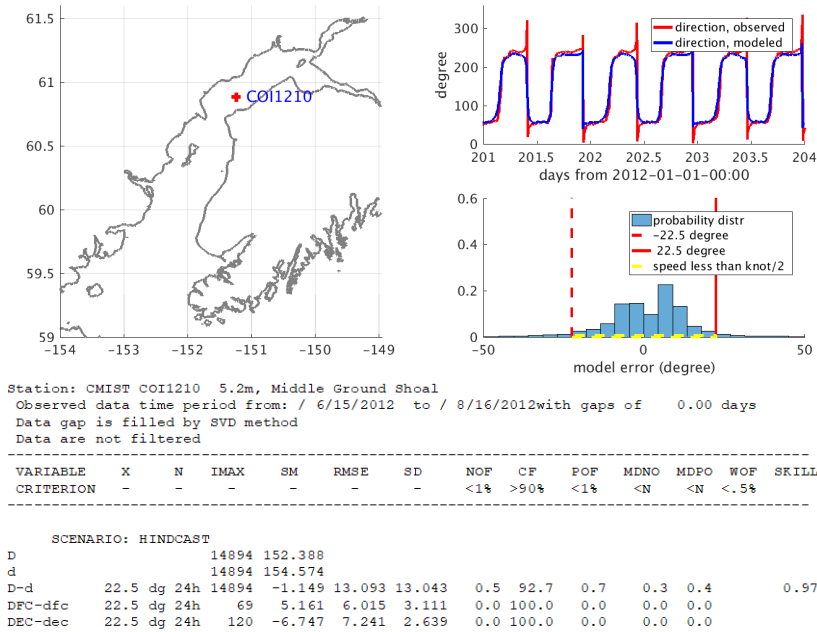 61.5
61
60.5
60
59.5
59
-154 -153 -152 -151 -150 -149
COI1210
degree
300
200
100
0
direction, observed
direction, modeled
201 201.5 202 202.5 203 203.5 204
days from 2012-01-01-00:00
0.6
0.4
0.2
0
probability distr
-22.5 degree
22.5 degree
speed less than knot/2
-50 0 50
model error (degree)
Station: CMIST COI1210 5.2m, Middle Ground Shoal
Observed data time period from: / 6/15/2012 to / 8/16/2012with gaps of 0.00 days
Data gap is filled by SVD method
Data are not filtered
VARIABLE X N IMAX SM RMSE SD NOF CF POF MDNO MDPO WOF SKILL
CRITERION - - - - - - <1% >90% <1% <N <N <.5%
SCENARIO: HINDCAST
D 14894 152.388
d 14894 154.574
D-d 22.5 dg 24h 14894 -1.149 13.093 13.043 0.5 92.7 0.7 0.3 0.4 0.97
DFC-dfc 22.5 dg 24h 69 5.161 6.015 3.111 0.0 100.0 0.0 0.0 0.0
DEC-dec 22.5 dg 24h 120 -6.747 7.241 2.639 0.0 100.0 0.0 0.0 0.0